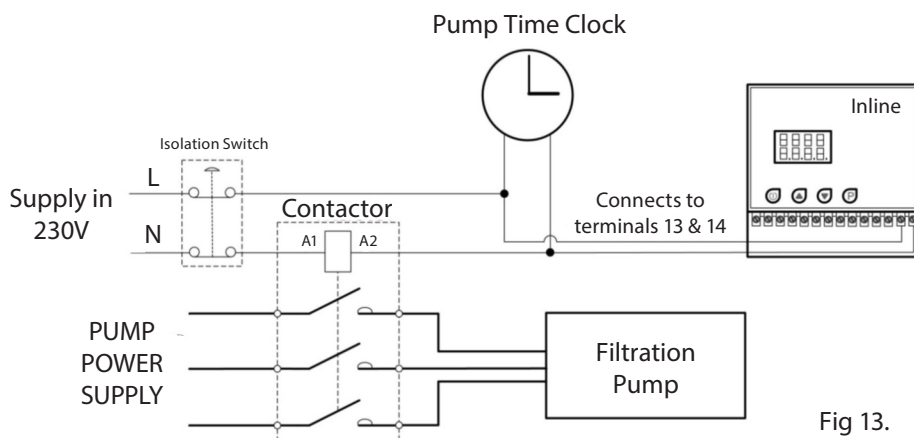 Pump Time Clock
Inline
Isolation Switch
L
Supply in
230V
Connects to
terminals 13 & 14
Contactor
N
A1
A2
PUMP
POWER
SUPPLY
Filtration
Pump
Fig 13.